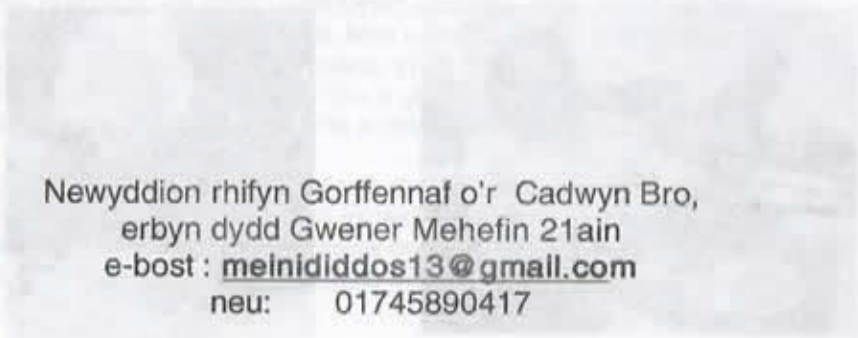 Newyddion rhifyn Gorffennaf o'r Cadwyn Bro,
erbyn dydd Gwener Mehefin 21ain
e-bost : meinididdos13@gmail.com
neu: 01745890417